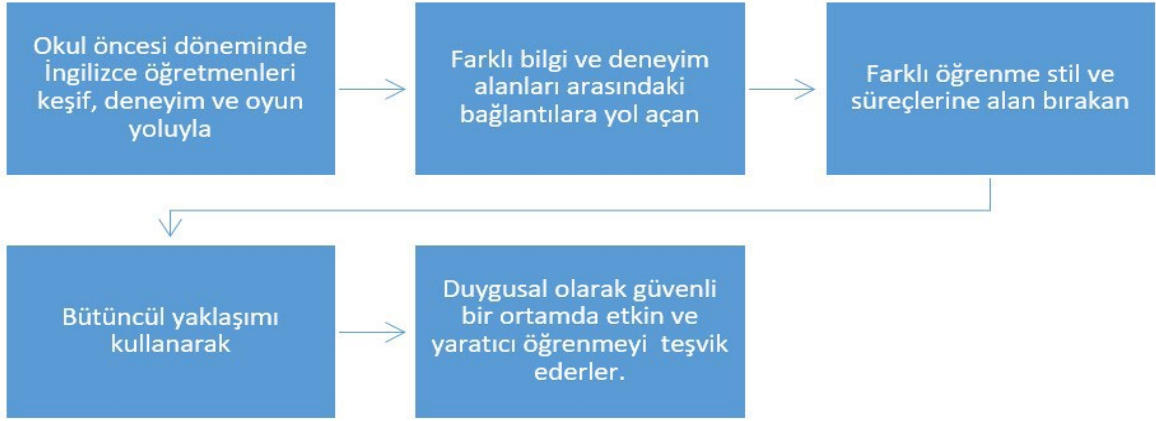 Okul öncesi döneminde
İngilizce öğretmenleri
keşif, deneyim ve oyun
yoluyla
Farklı bilgi ve deneyim
alanları arasındaki
bağlantılara yol açan
Farklı öğrenme stil ve
süreçlerine alan bırakan
Bütüncül yaklaşımı
kullanarak
Duygusal olarak güvenli
bir ortamda etkin ve
yaratıcı öğrenmeyi teşvik
ederler.